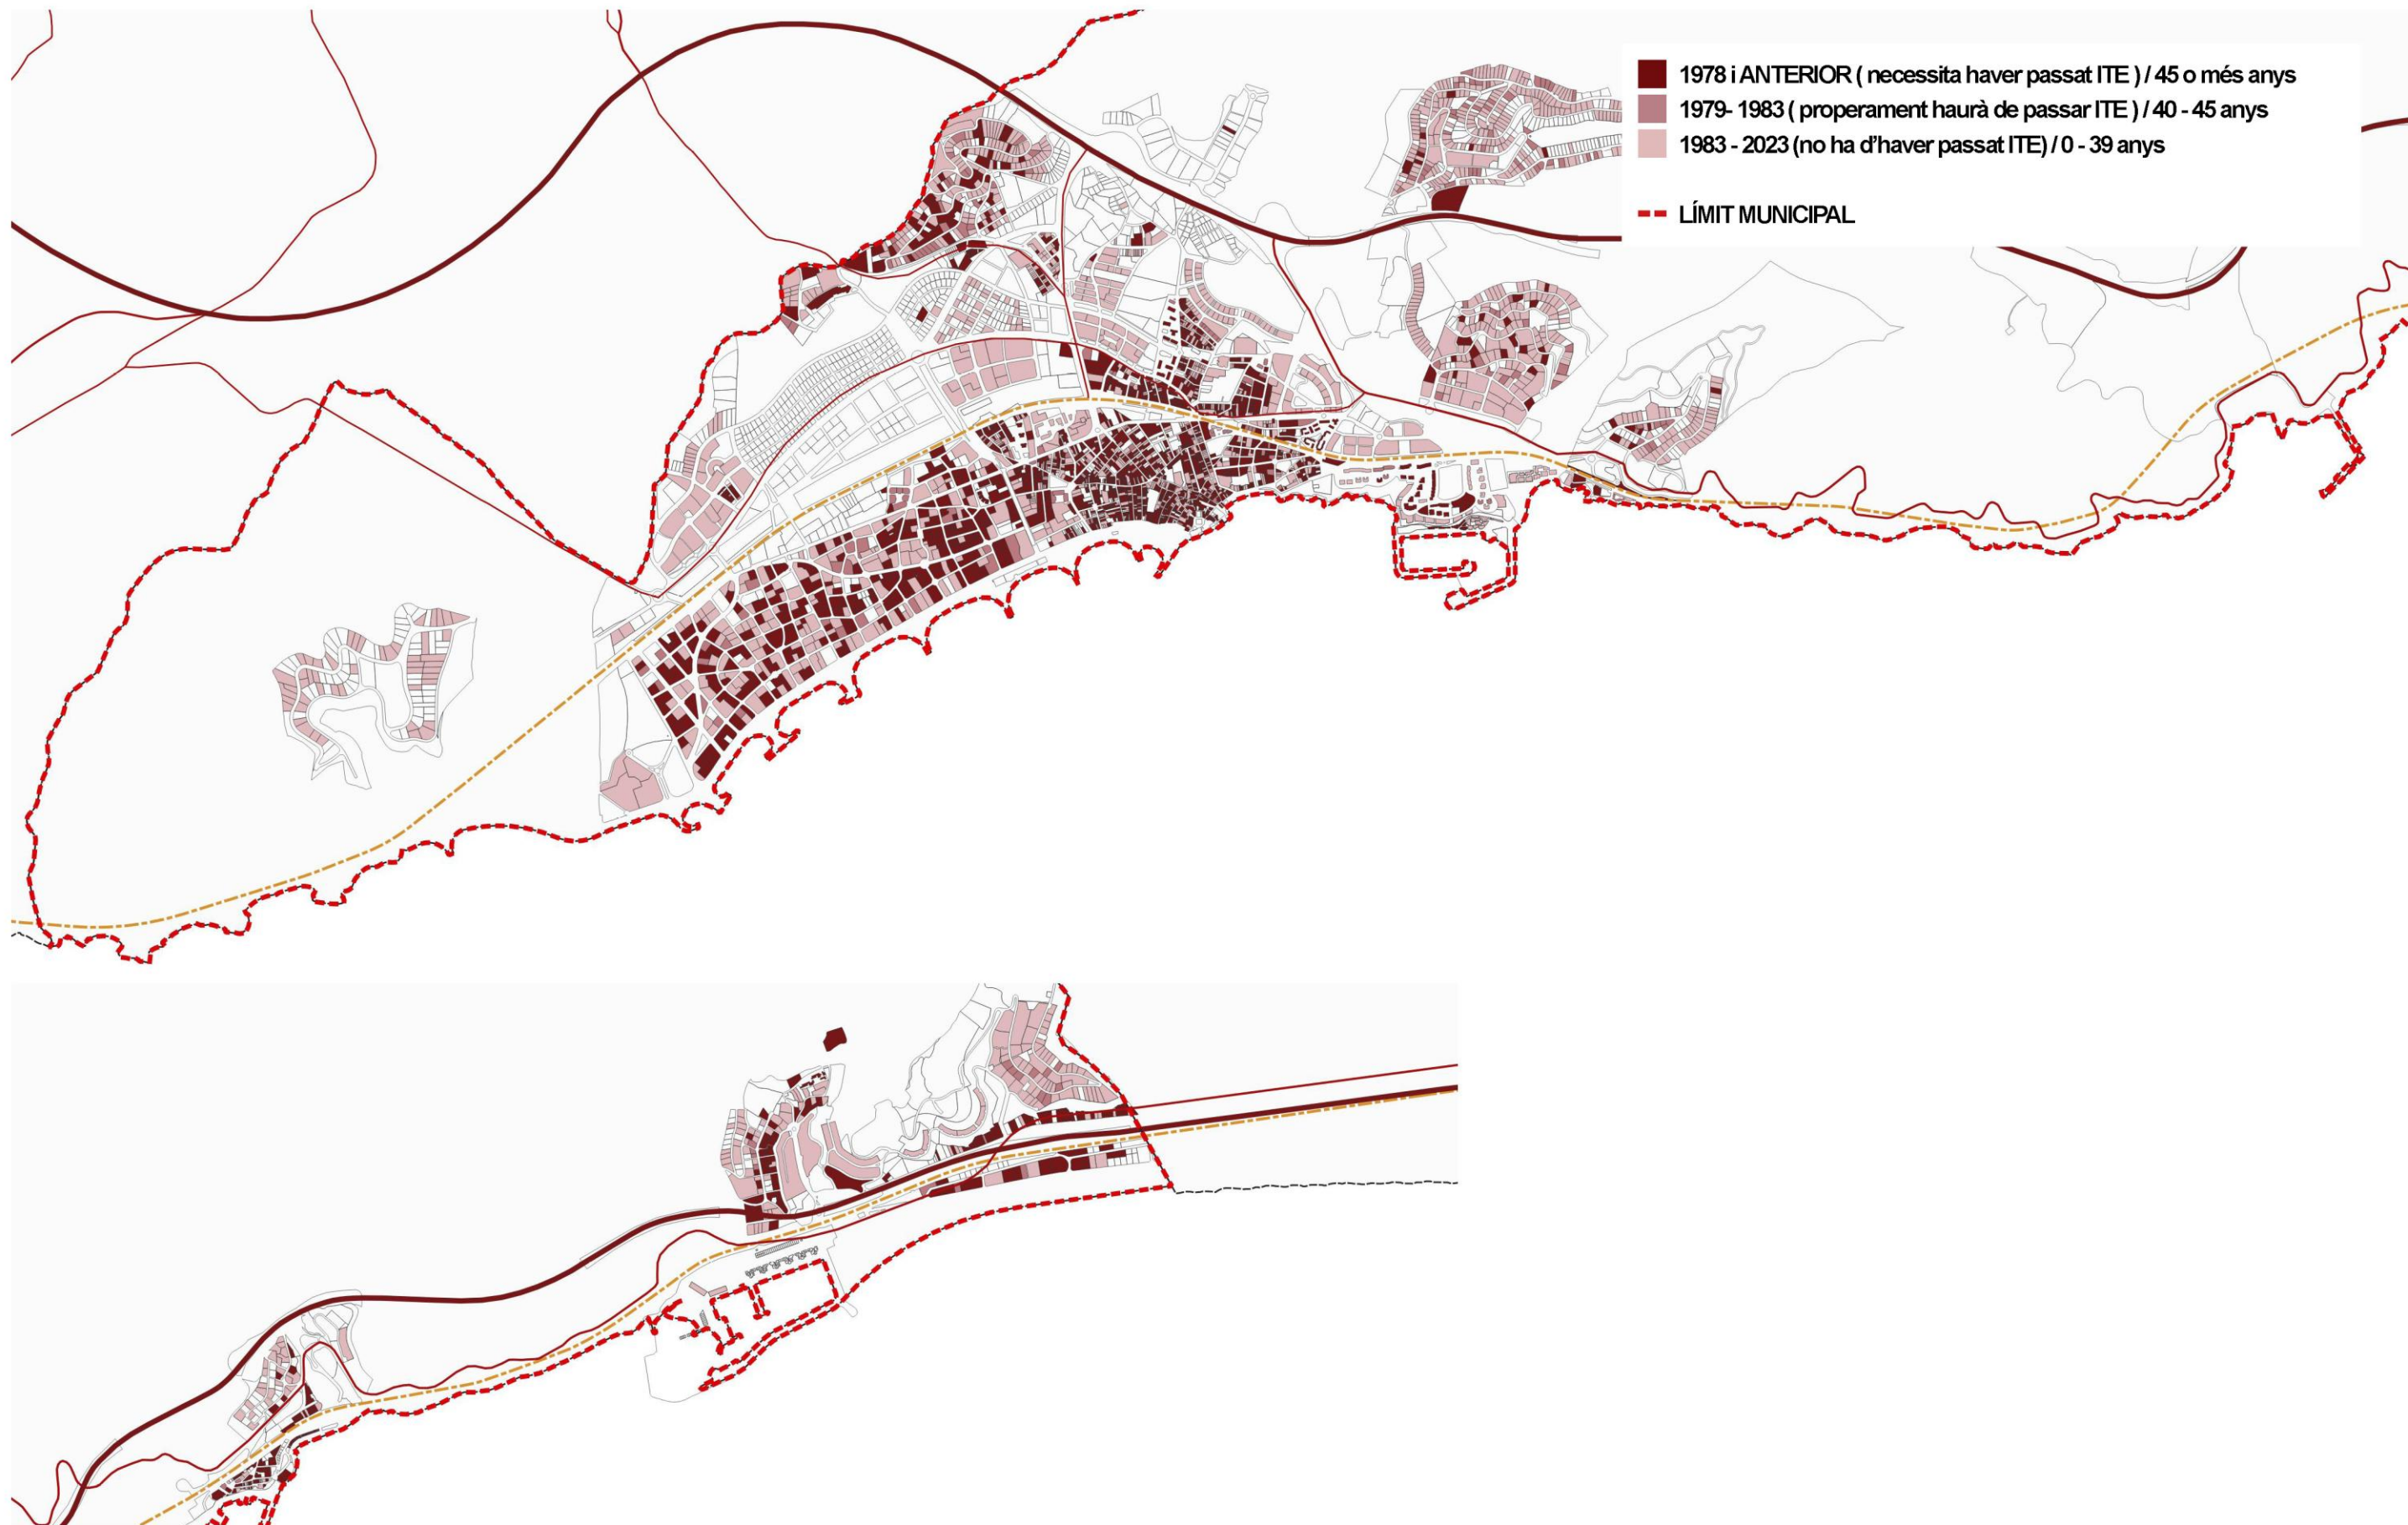 1978 i ANTERIOR ( necessita haver passat ITE ) / 45 o més anys
1979- 1983 ( properament haurà de passar ITE ) / 40 - 45 anys
1983 - 2023 (no ha d'haver passat ITE) / 0 - 39 anys
LÍMIT MUNICIPAL